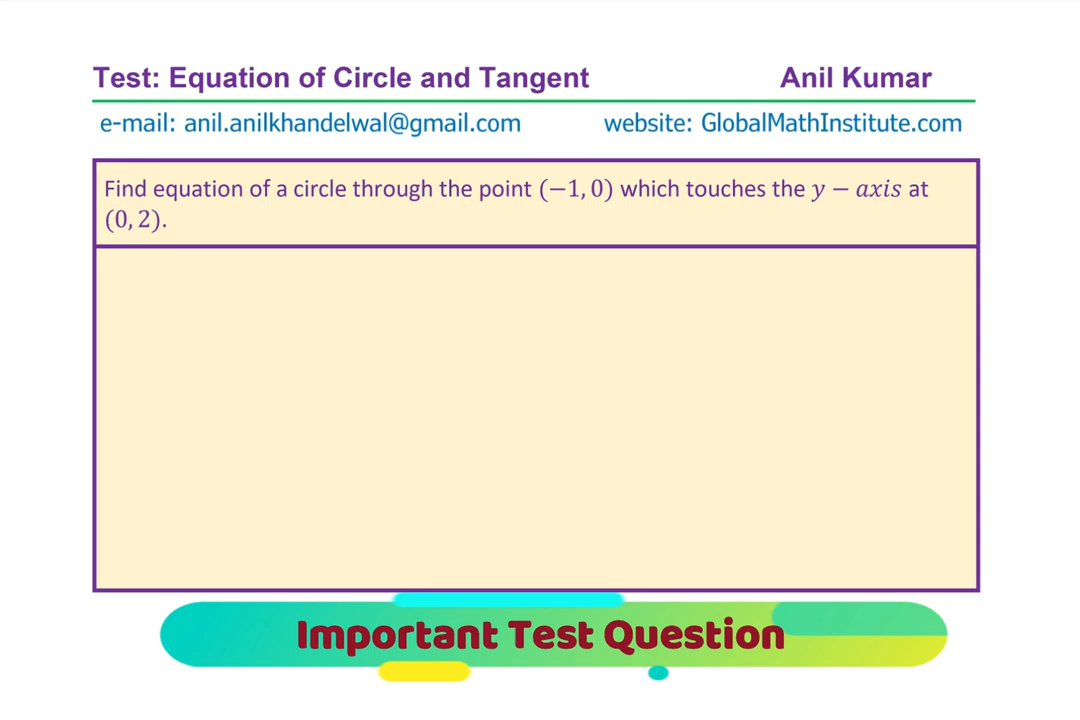 Test: Equation of Circle and Tangent Anil Kumar
e-mail: anil.anilkhandelwal@gmail.com website: GlobalMathInstitute.com
Find equation of a circle through the point (−1, 0) which touches the y − axis at
(0, 2).
Important Test Question